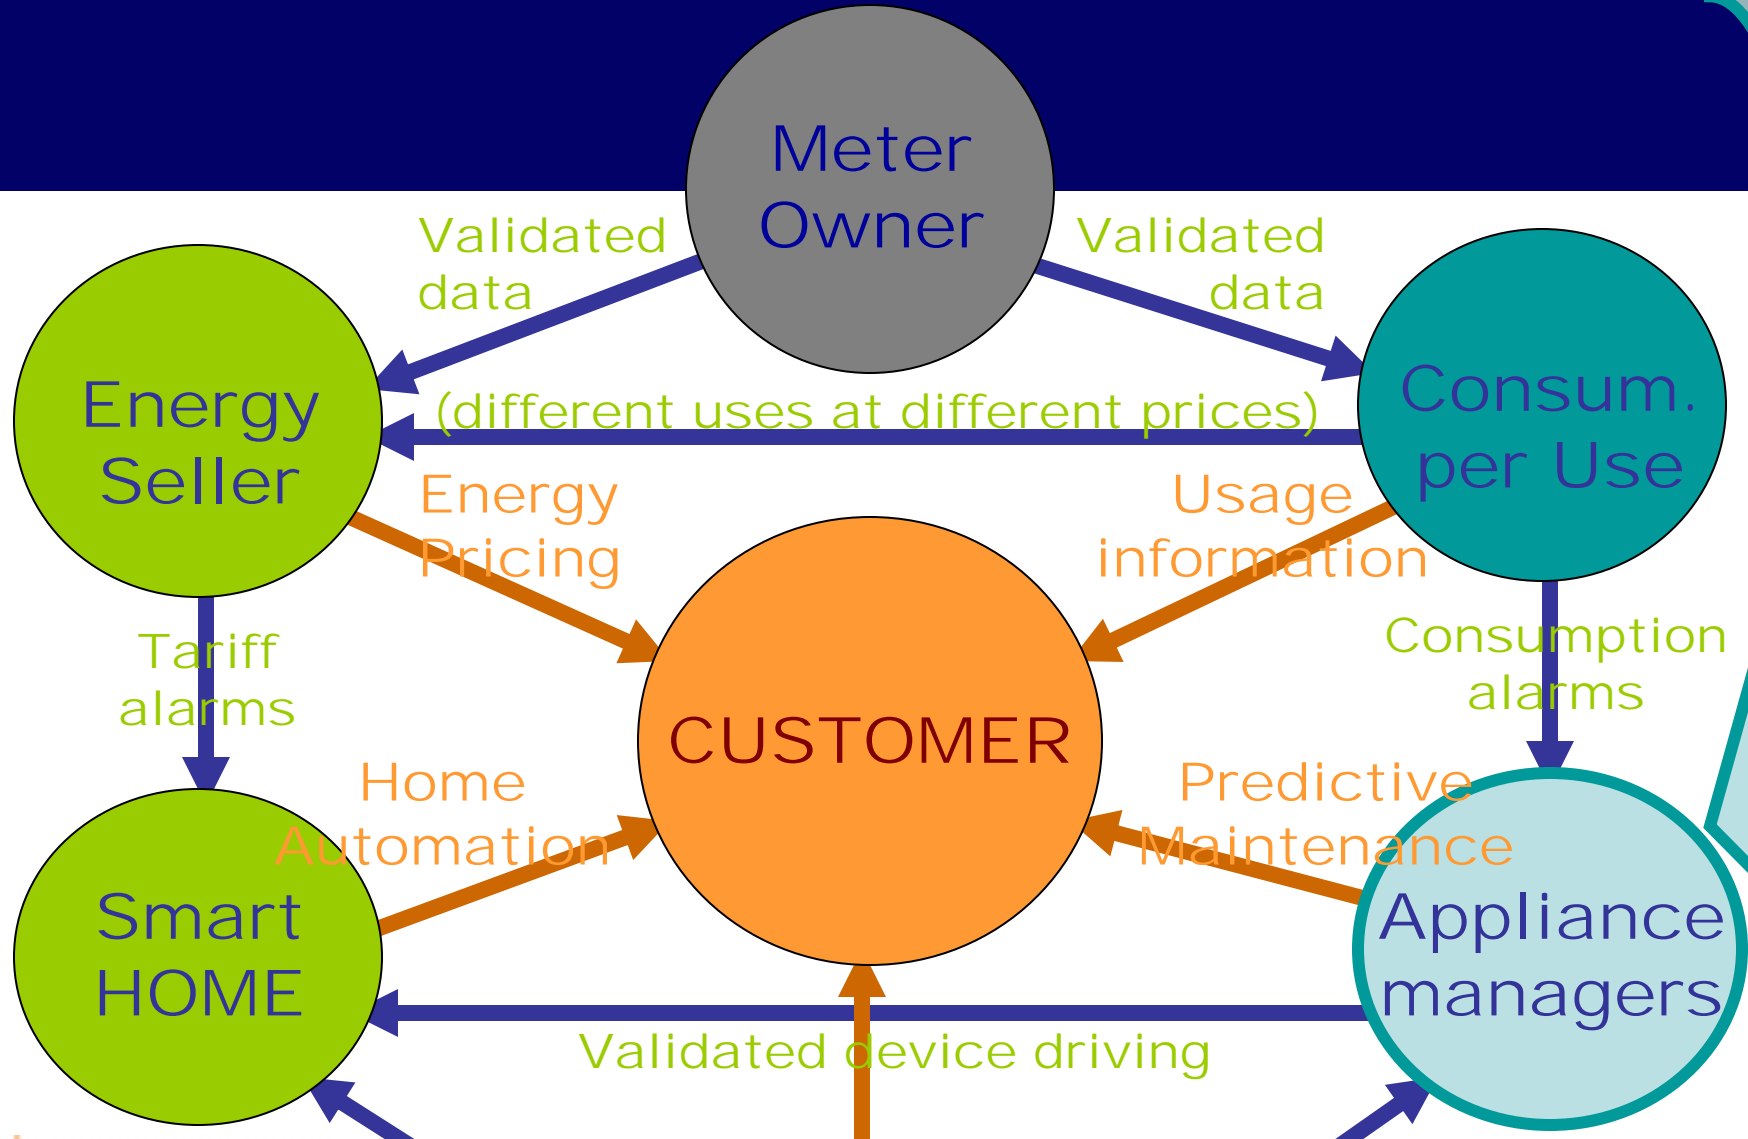 Meter
Owner
Validated
data
Validated
data
Energy
Seller
(different uses at different prices)
Consum.
per Use
Energy
Pricing
Usage
information
Tariff
alarms
CUSTOMER
Consumption
alarms
Home
Automation
Predictive
Maintenance
Smart
HOME
Appliance
managers
Validated device driving